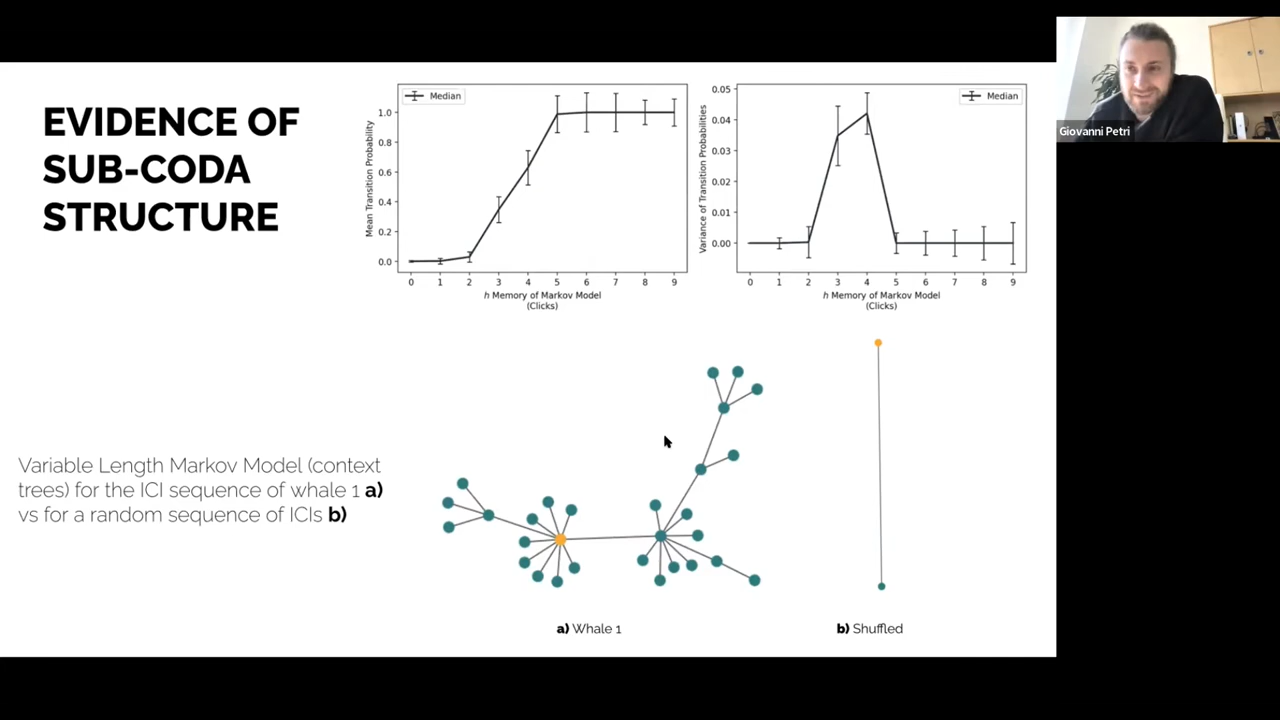 EVIDENCE OF
SUB-CODA
STRUCTURE
Median
Mean Transition Probability
1.0
0.8
0.6
0.4
0.2
0.0
0 1 2 3 4 5 6 7 8 9
h Memory of Markov Model
(Clicks)
Median
Variance of Transition Probabilities
0.05
0.04
0.03
0.02
0.01
0.00
0 1 2 3 4 5 6 7 8 9
h Memory of Markov Model
(Clicks)
Giovanni Petri
Variable Length Markov Model (context
trees) for the ICI sequence of whale 1 a)
vs for a random sequence of ICIs b)
a) Whale 1
b) Shuffled